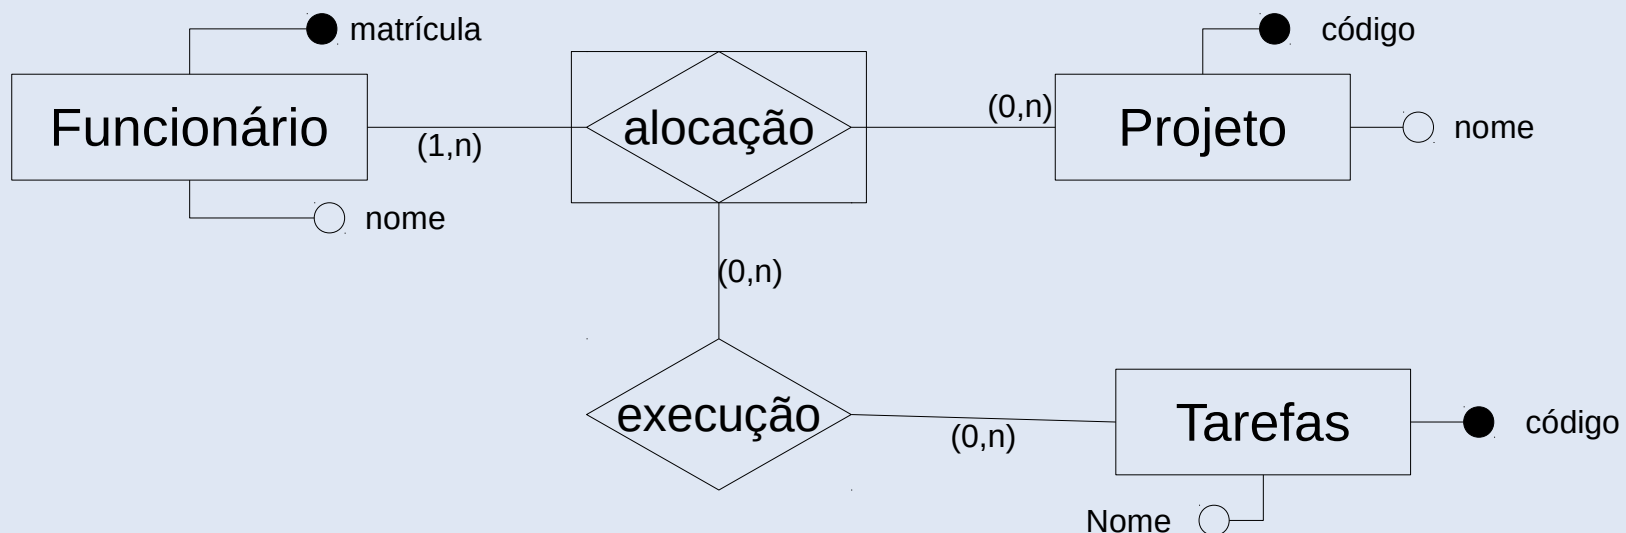 matrícula
código
Funcionário
(1,n)
alocação
(0,n)
Projeto
nome
nome
(0,n)
execução
(0,n)
Tarefas
código
Nome